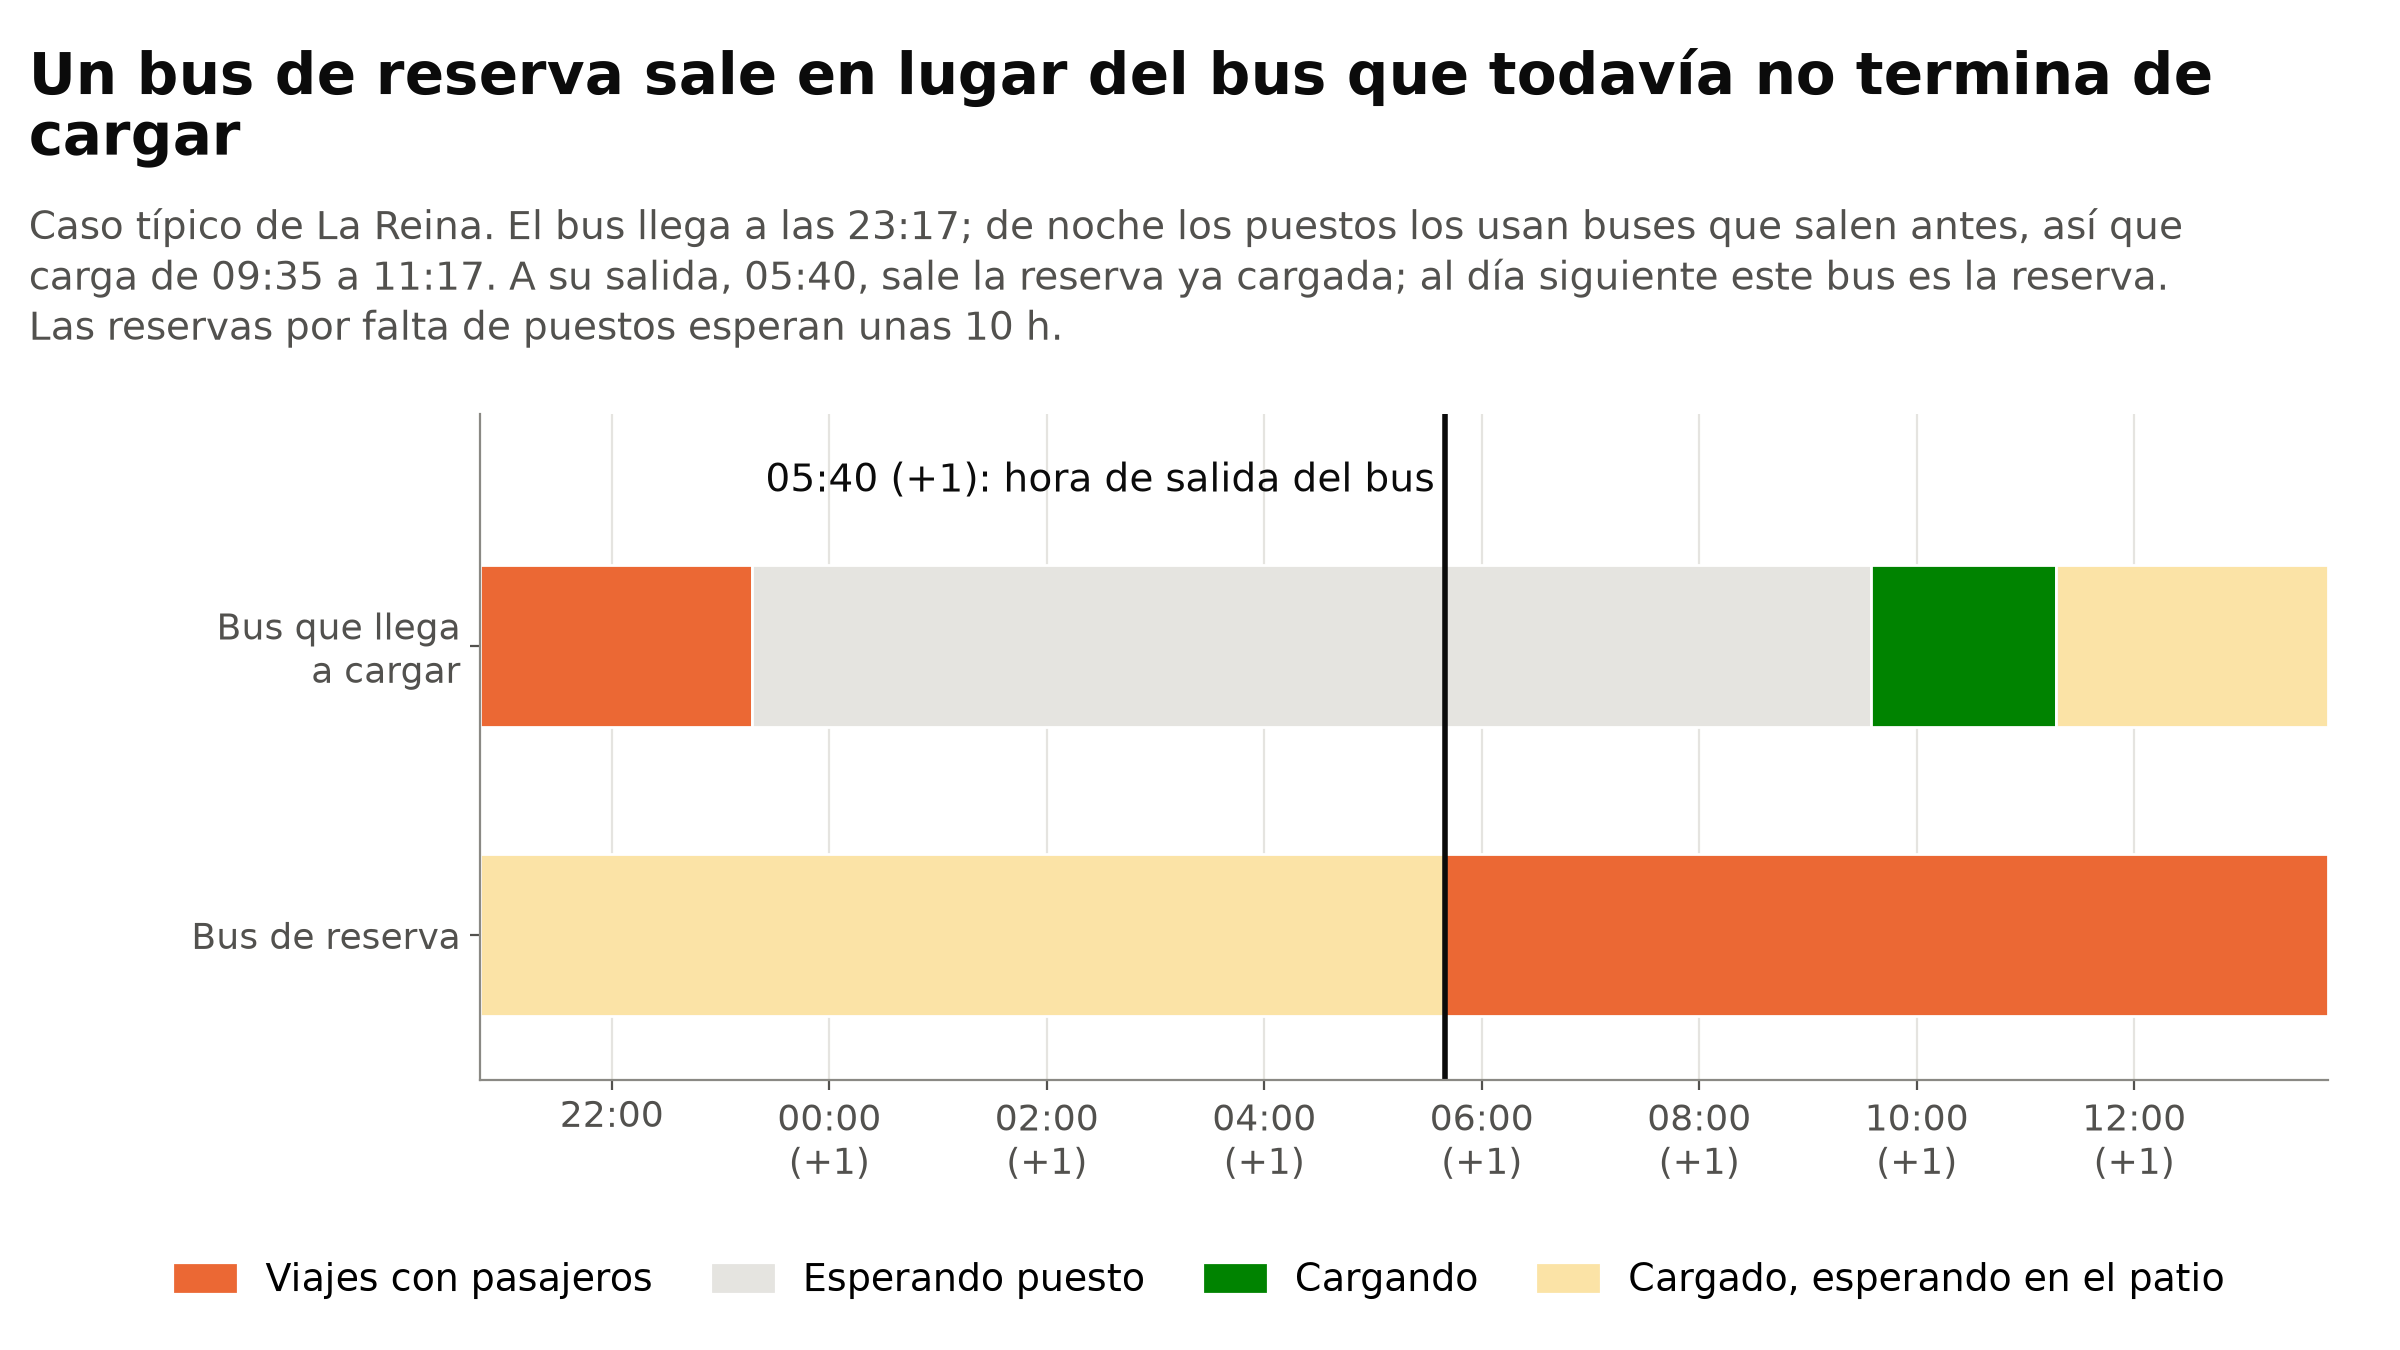 Un bus de reserva sale en lugar del bus que todavía no termina de
cargar
Caso típico de La Reina. El bus llega a las 23:17; de noche los puestos los usan buses que salen antes, así que
carga de 09:35 a 11:17. A su salida, 05:40, sale la reserva ya cargada; al día siguiente este bus es la reserva.
Las reservas por falta de puestos esperan unas 10 h.
05:40 (+1): hora de salida del bus
Bus que llega
a cargar
Bus de reserva
22:00 00:00 02:00 04:00 06:00 08:00 10:00 12:00
(+1) (+1) (+1) (+1) (+1) (+1) (+1)
Viajes con pasajeros Esperando puesto Cargando Cargado, esperando en el patio